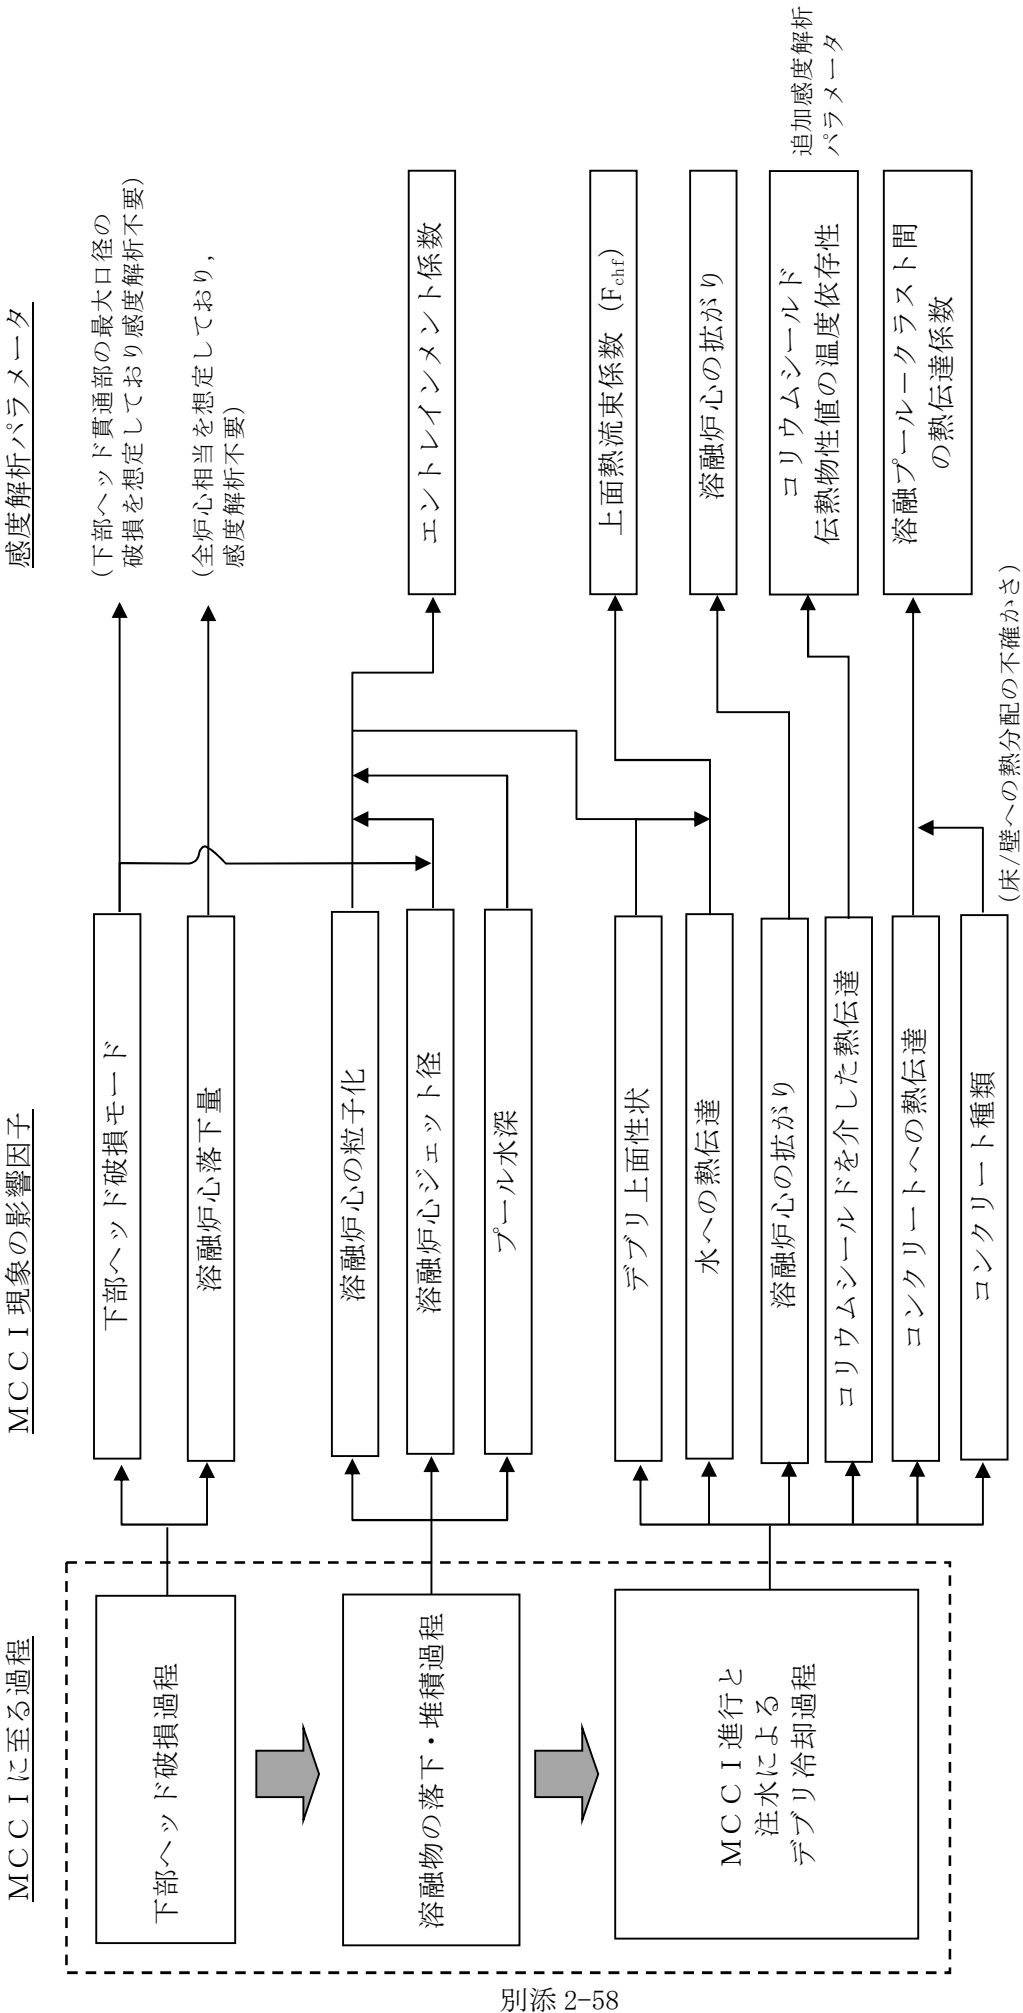 MCCIに至る過程
MCCI現象の影響因子
感度解析パラメータ
下部ヘッド破損過程
下部ヘッド破損モード
(下部ヘッド貫通部の最大口径の
破損を想定しており感度解析不要)
溶融炉心落下量
(全炉心相当を想定しており,
感度解析不要)
溶融物の落下・堆積過程
溶融炉心の粒子化
溶融炉心ジェット径
プール水深
エントレインメント係数
MCCI進行と
注水による
デブリ冷却過程
デブリ上面性状
水への熱伝達
溶融炉心の拡がり
コリウムシールドを介した熱伝達
コンクリートへの熱伝達
コンクリート種類
(床/壁への熱分配の不確かさ)
上面熱流束係数 (Fchf)
溶融炉心の拡がり
コリウムシールド
伝熱物性値の温度依存性
追加感度解析
パラメータ
溶融プールークラスト間
の熱伝達係数
別添 2-58